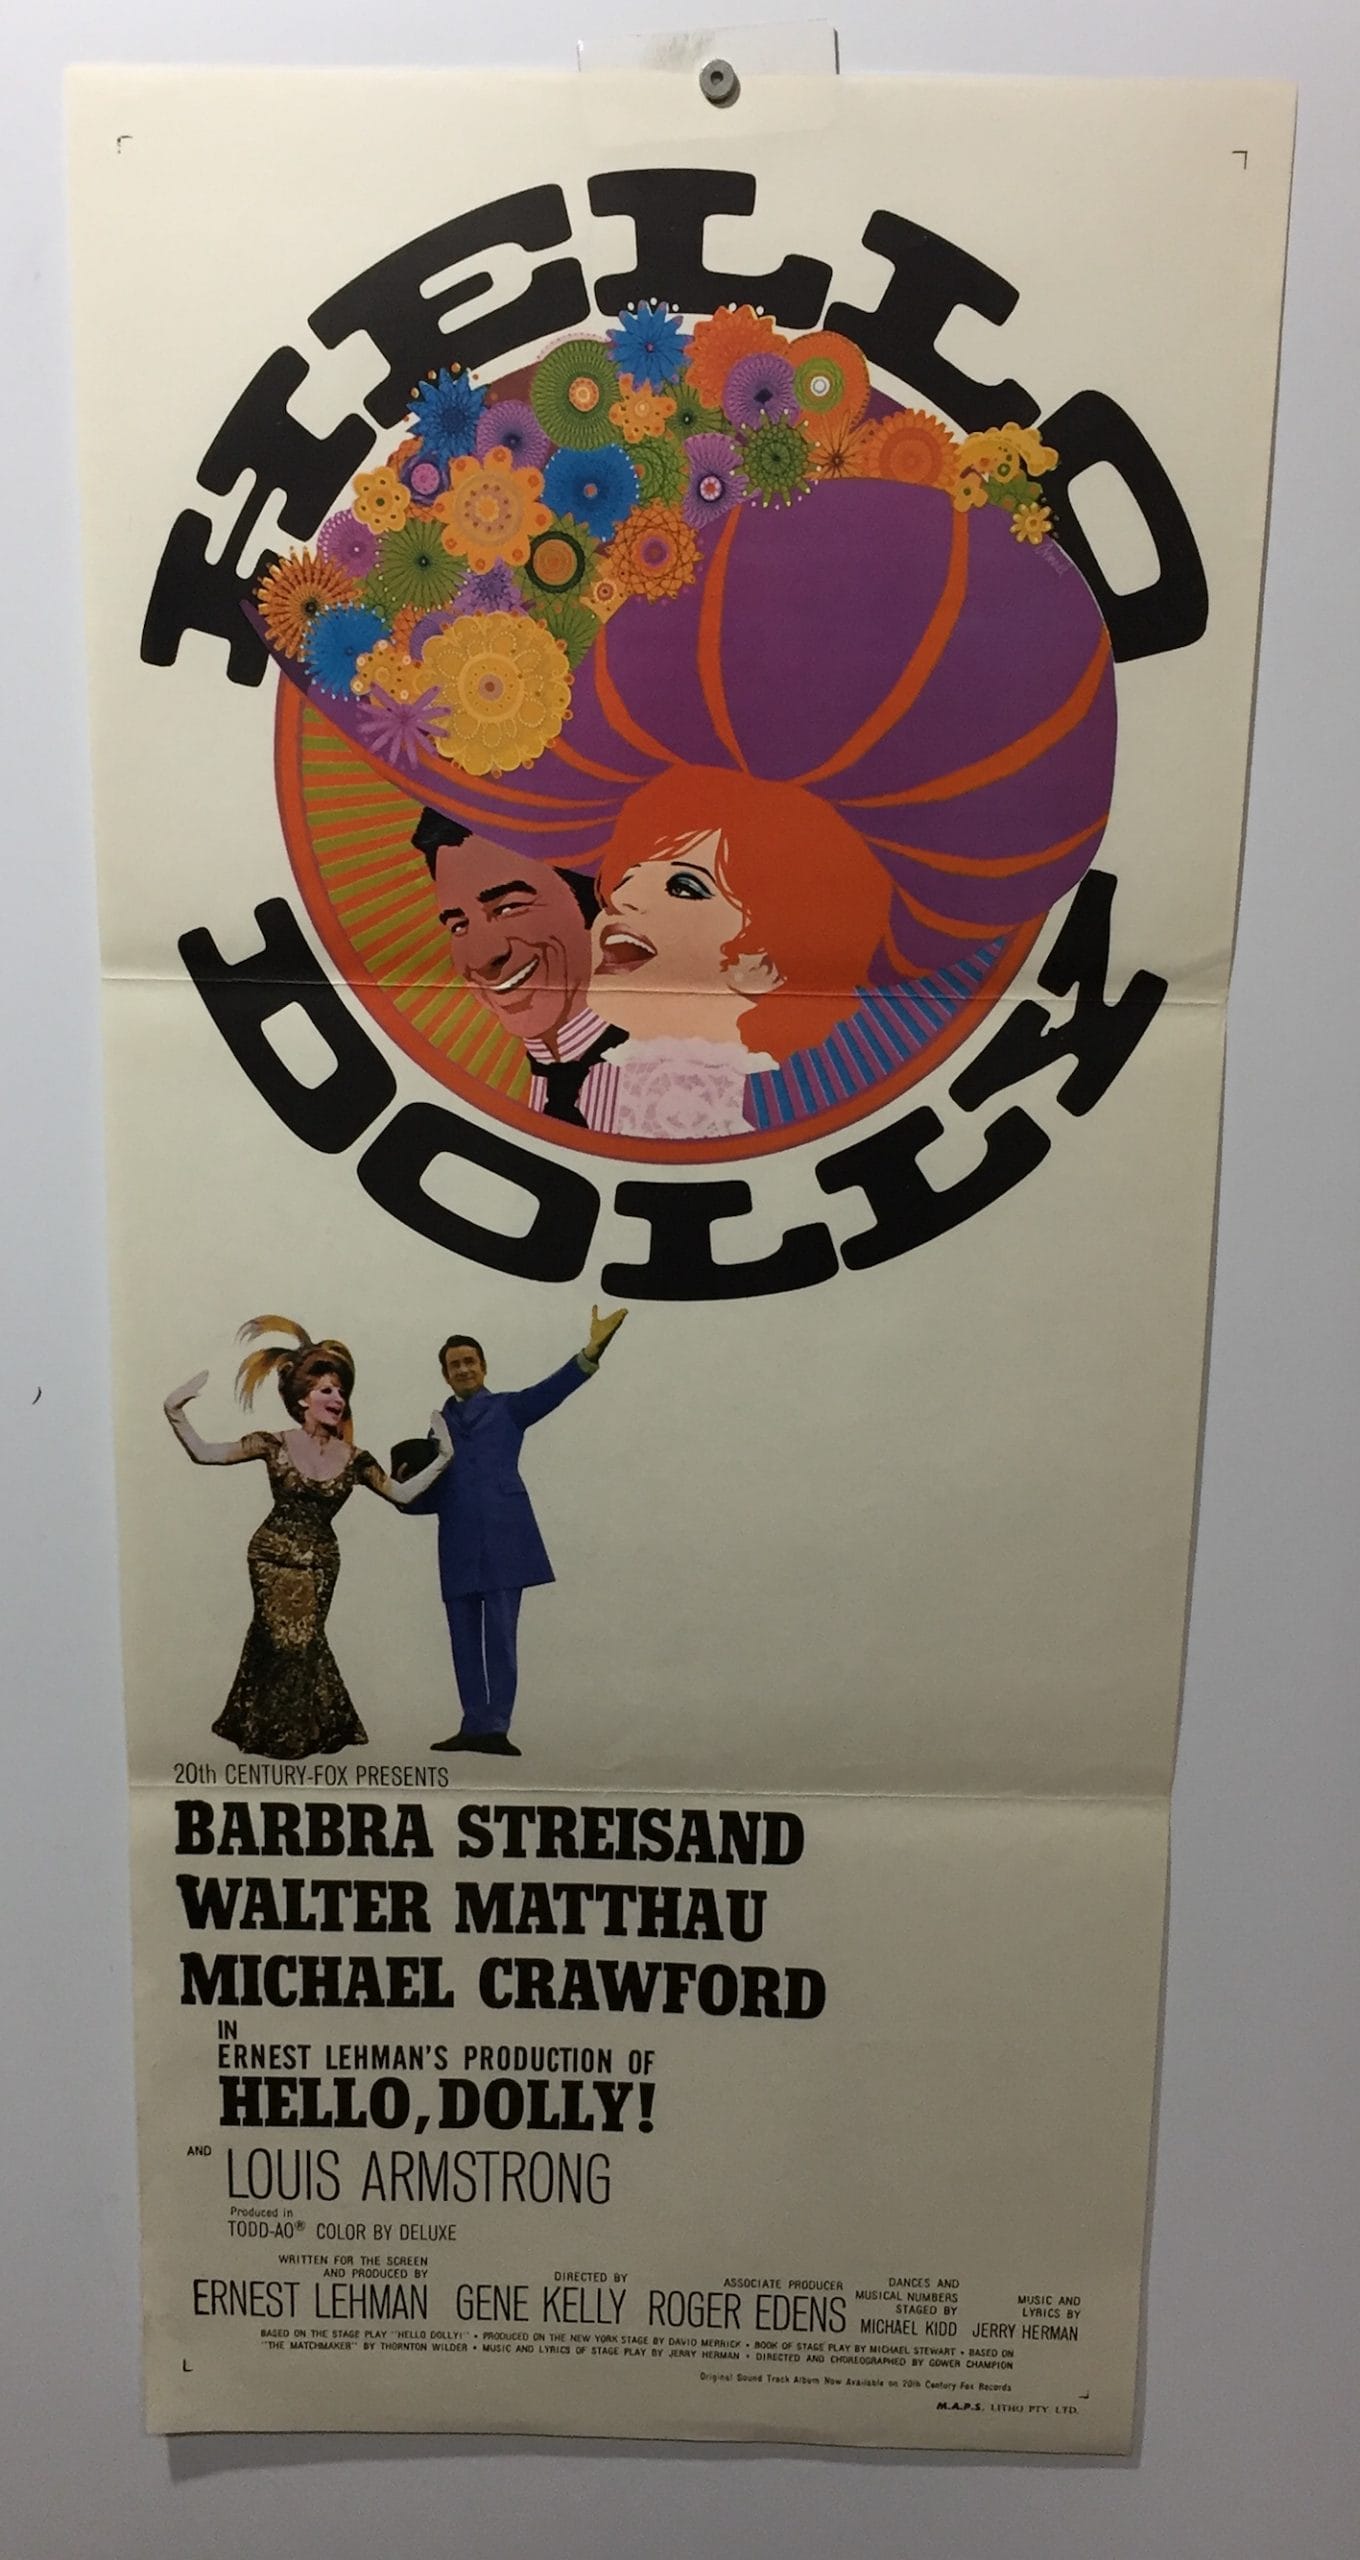 HELLO
DOLLY
20th CENTURY-FOX PRESENTS
BARBRA STREISAND
WALTER MATTHAU
MICHAEL CRAWFORD
IN
ERNEST LEHMAN'S PRODUCTION OF
HELLO, DOLLY!
AND LOUIS ARMSTRONG
Produced in
TODD-AO® COLOR BY DELUXE
WRITTEN FOR THE SCREEN
AND PRODUCED BY
ERNEST LEHMAN
DIRECTED BY
GENE KELLY
ASSOCIATE PRODUCER
ROGER EDENS
DANCES AND
MUSICAL NUMBERS
STAGED BY
MICHAEL KIDD
MUSIC AND
LYRICS BY
JERRY HERMAN
BASED ON THE STAGE PLAY "HELLO DOLLY!" • PRODUCED ON THE NEW YORK STAGE BY DAVID MERRICK • BOOK OF STAGE PLAY BY MICHAEL STEWART • BASED ON
"THE MATCHMAKER" BY THORNTON WILDER • MUSIC AND LYRICS OF STAGE PLAY BY JERRY HERMAN • DIRECTED AND CHOREOGRAPHED BY GOWER CHAMPION
Original Sound Track Album Now Available on 20th Century Fox Records
M.A.P.S. LITHO PTY. LTD.